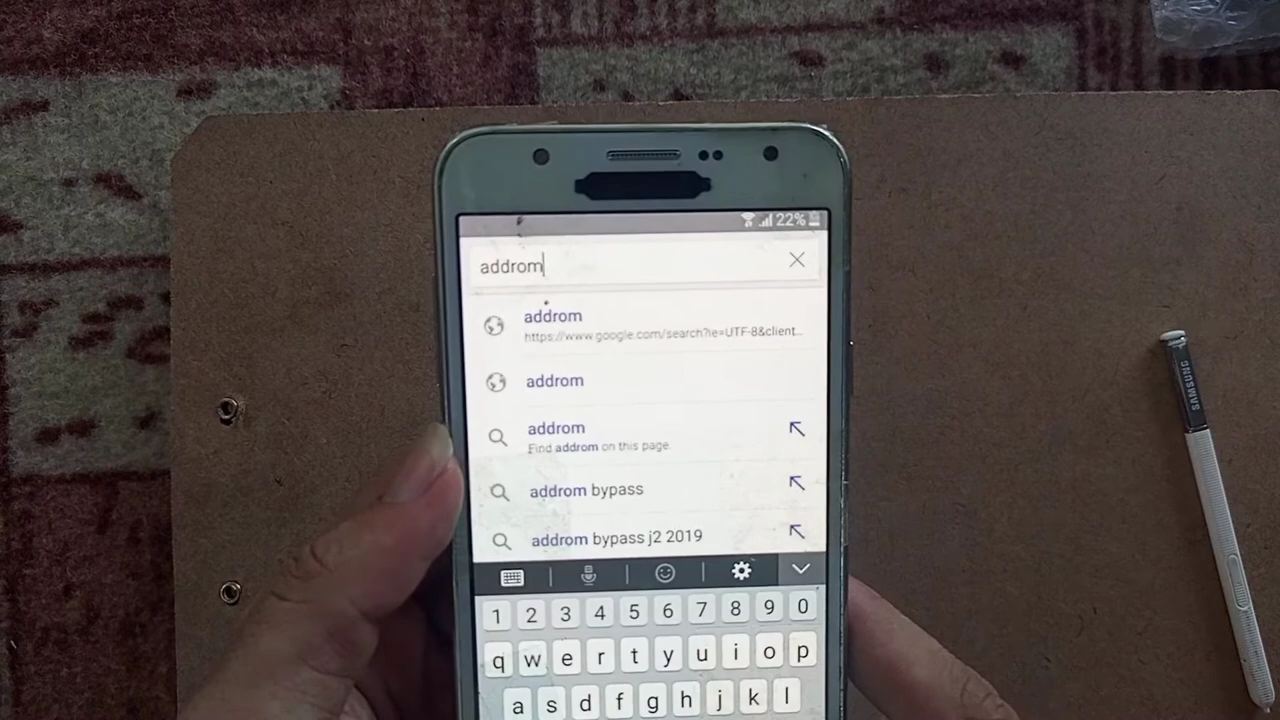 22%
addrom
addrom
https://www.google.com/search?ie=UTF-8&client...
addrom
addrom
Find addrom on this page
addrom bypass
addrom bypass j2 2019
1 2 3 4 5 6 7 8 9 0
q w e r t y u i o p
a s d f g h j k l
SAMSUNG